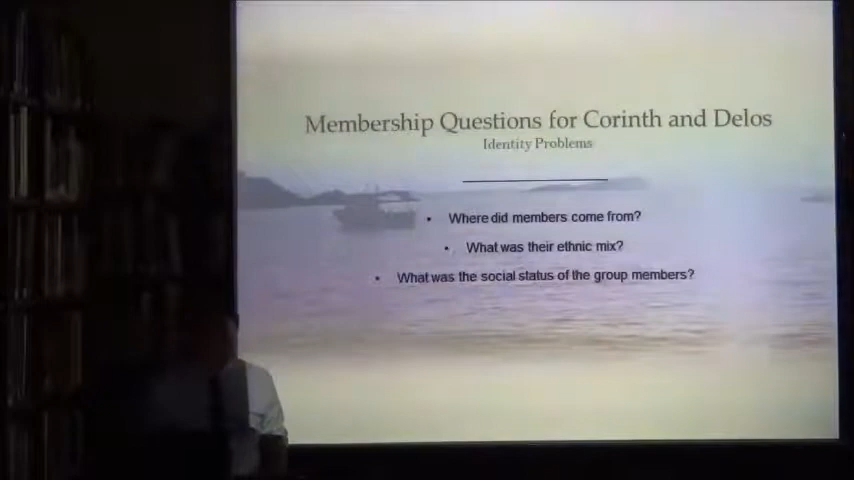 Membership Questions for Corinth and Delos
Identity Problems
• Where did members come from?
• What was their ethnic mix?
• What was the social status of the group members?